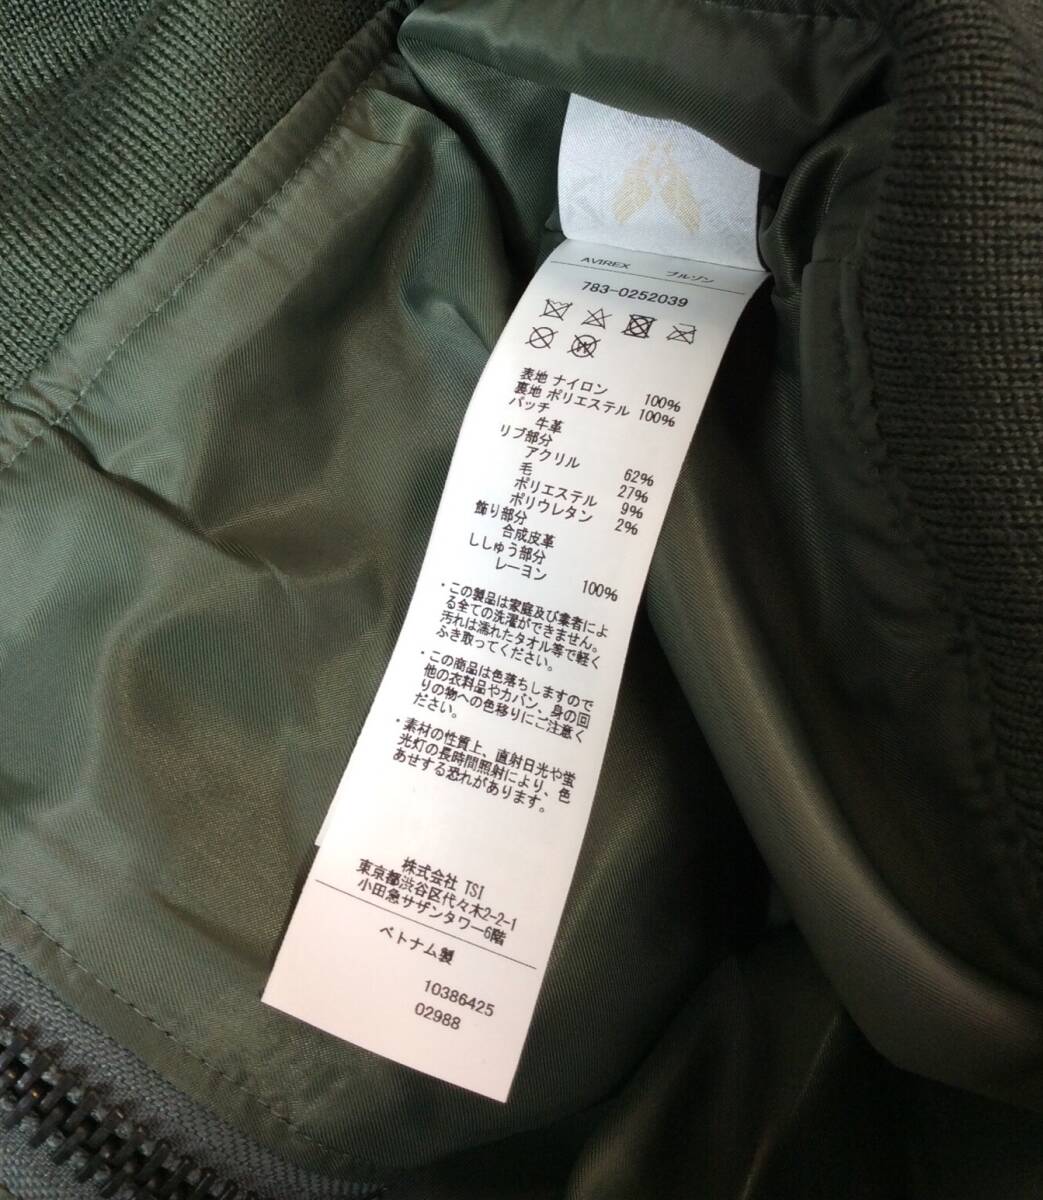 AVIREX ブルゾン
783-0252039
表地 ナイロン 100%
裏地 ポリエステル 100%
パッチ
牛革
リブ部分
アクリル 62%
毛 27%
ポリエステル 9%
ポリウレタン 2%
飾り部分
合成皮革
ししゅう部分
レーヨン 100%
・この製品は家庭及び業者によ
る全ての洗濯ができません。
汚れは濡れたタオル等で軽く
ふき取ってください。
・この商品は色落ちしますので
他の衣料品やカバン、身の回
りの物への色移りにご注意く
ださい。
・素材の性質上、直射日光や蛍
光灯の長時間照射により、色
あせする恐れがあります。
株式会社 TSI
東京都渋谷区代々木2-2-1
小田急サザンタワー6階
ベトナム製
10386425
02988